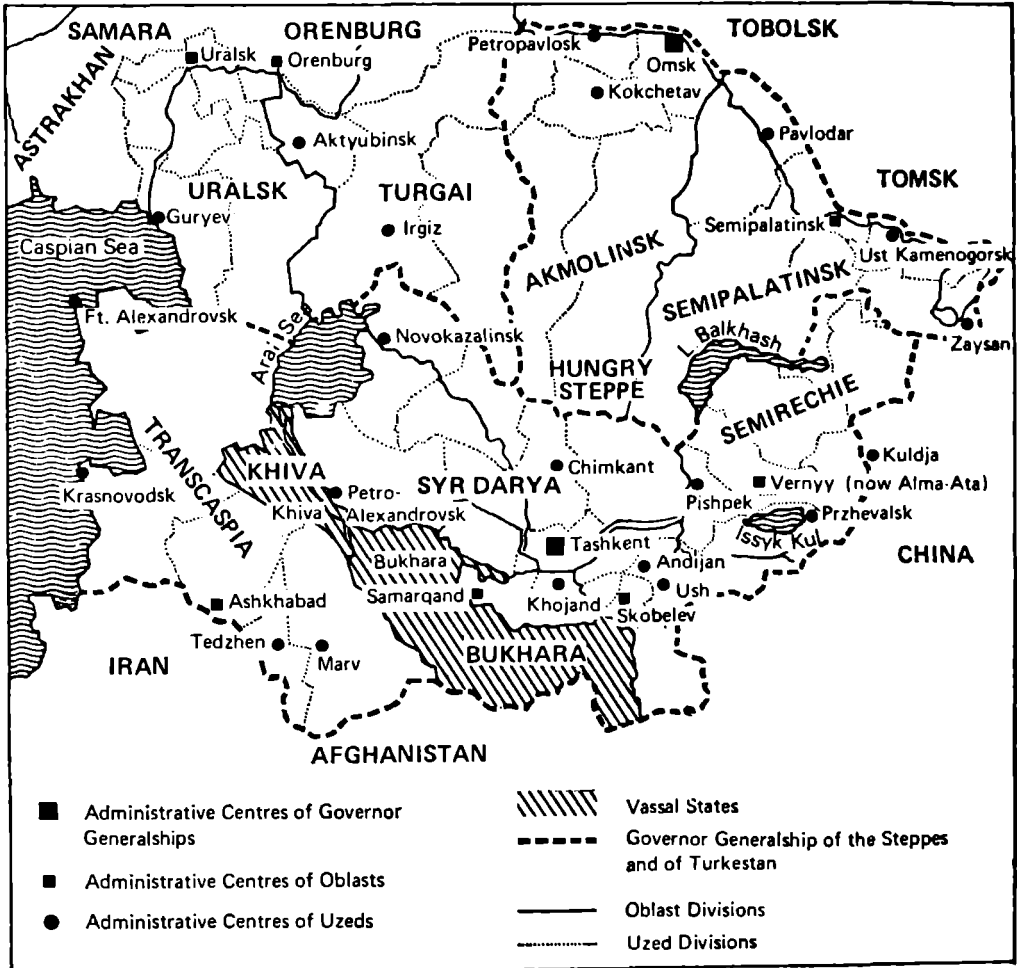 SAMARA
ORENBURG
TOBOLSK
Petropavlosk
Uralsk
Orenburg
Omsk
ASTRAKHAN
Kokchetav
Aktyubinsk
Pavlodar
URALSK
TURGAI
TOMSK
Guryev
Irgiz
Semipalatinsk
Caspian Sea
AKMOLINSK
Ust Kamenogorsk
SEMIPALATINSK
Ft. Alexandrovsk
Aral Sea
Novokazalinsk
L. Balkhash
Zaysan
HUNGRY
STEPPE
SEMIRECHIE
TRANSCASPIA
KHIVA
Chimkant
Kuldja
Krasnovodsk
SYR DARYA
Vernyy (now Alma-Ata)
Khiva
Petro-
Alexandrovsk
Pishpek
Przhevalsk
Issyk Kul
Tashkent
CHINA
Bukhara
Andijan
Samarqand
Khojand
Ush
Ashkhabad
Skobelev
Tedzhen
Marv
BUKHARA
IRAN
AFGHANISTAN
Administrative Centres of Governor
Generalships
Administrative Centres of Oblasts
Administrative Centres of Uzeds
Vassal States
Governor Generalship of the Steppes
and of Turkestan
Oblast Divisions
Uzed Divisions